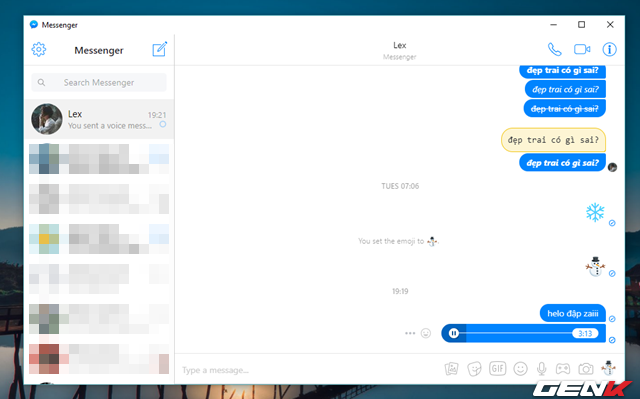 Messenger
Messenger
Search Messenger
Lex
19:21
You sent a voice mess...
Lex
Messenger
đẹp trai có gì sai?
đẹp trai có gì sai?
đẹp trai có gì sai?
đẹp trai có gì sai?
đẹp trai có gì sai?
TUES 07:06
You set the emoji to
19:19
helo đập zaiii
3:13
Type a message...
GIF
GENK